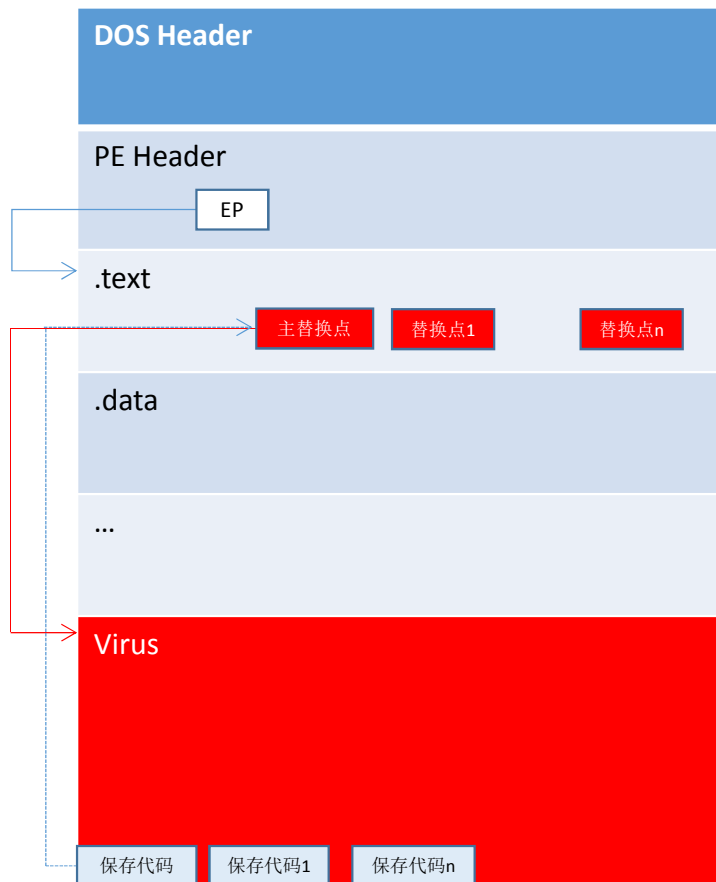 DOS Header
PE Header
EP
.text
主替换点
替换点1
替换点n
.data
...
Virus
保存代码
保存代码1
保存代码n